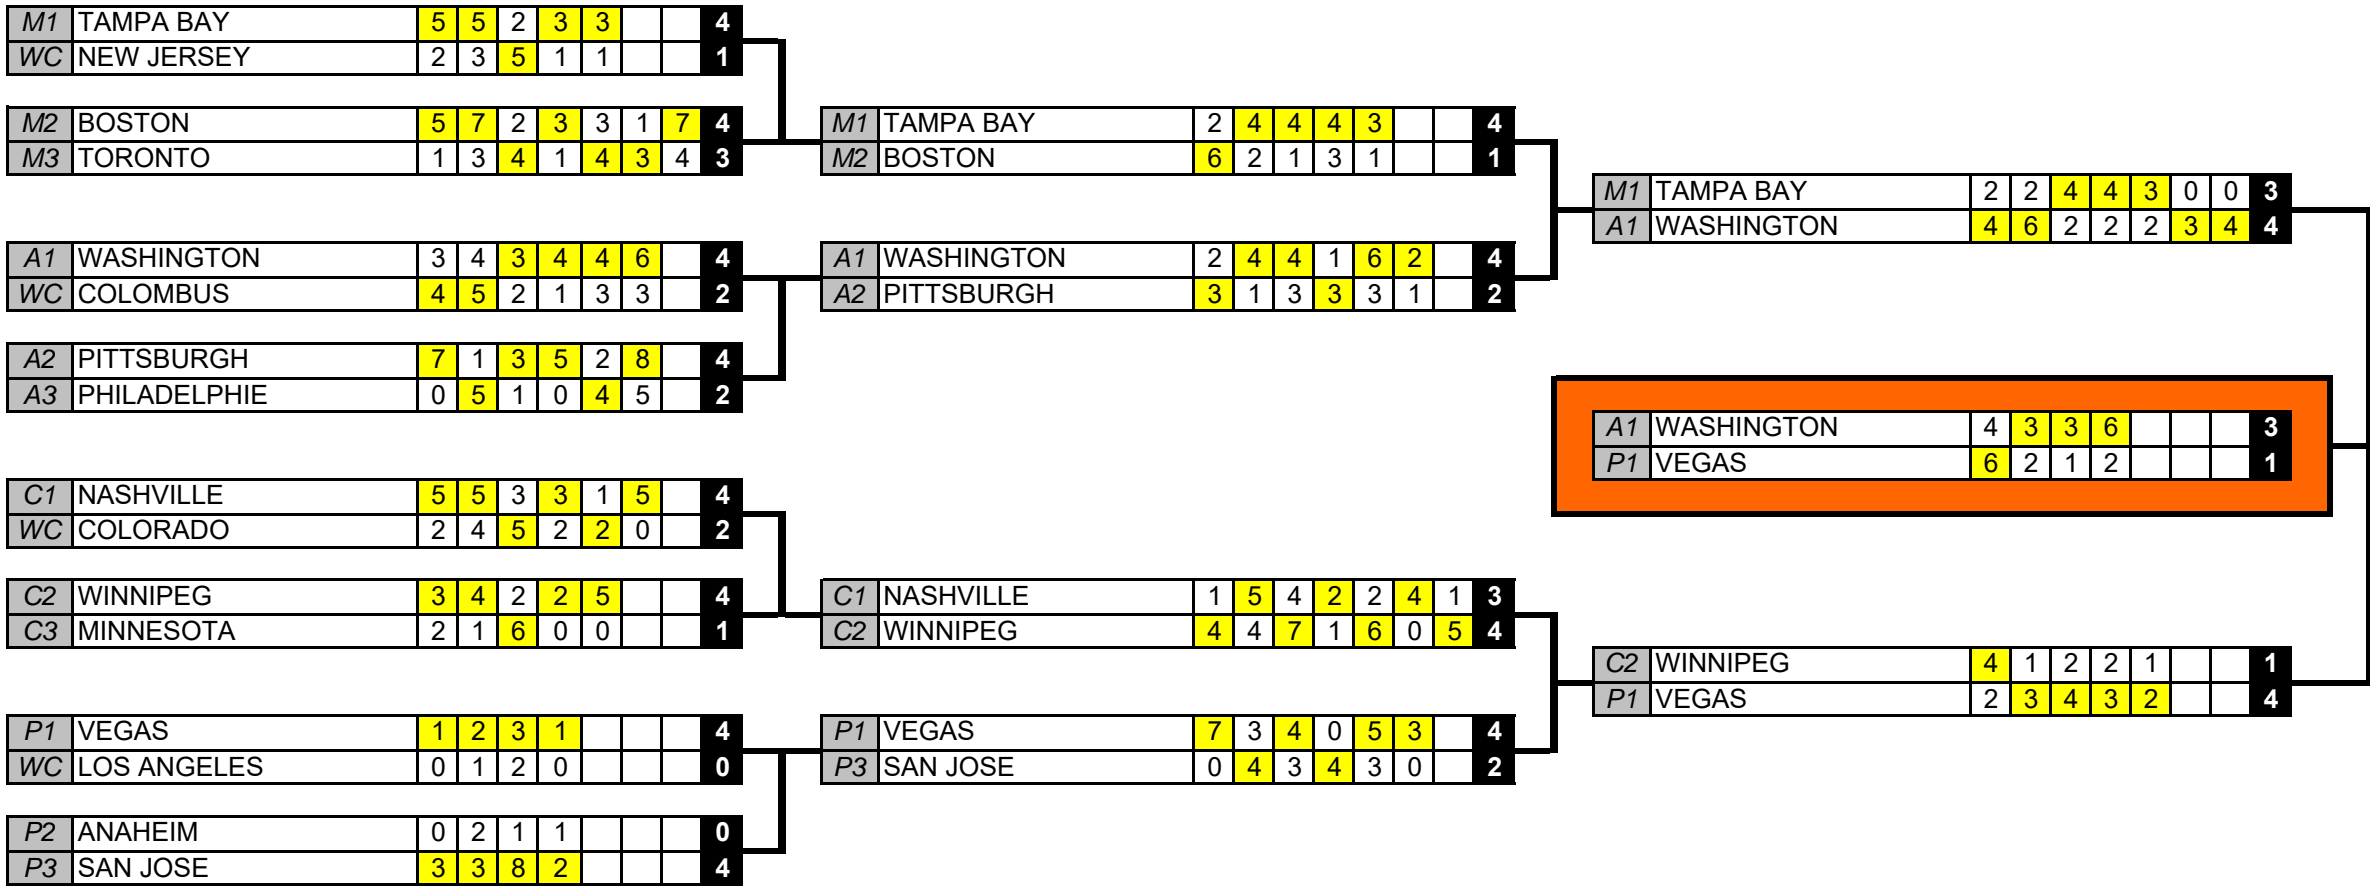 M1 TAMPA BAY 5 5 2 3 3 4
WC NEW JERSEY 2 3 5 1 1 1
M2 BOSTON 5 7 2 3 3 1 7 4
M3 TORONTO 1 3 4 1 4 3 4 3
A1 WASHINGTON 3 4 3 4 4 6 4
WC COLOMBUS 4 5 2 1 3 3 2
A2 PITTSBURGH 7 1 3 5 2 8 4
A3 PHILADELPHIE 0 5 1 0 4 5 2
C1 NASHVILLE 5 5 3 3 1 5 4
WC COLORADO 2 4 5 2 2 0 2
C2 WINNIPEG 3 4 2 2 5 4
C3 MINNESOTA 2 1 6 0 0 1
P1 VEGAS 1 2 3 1 4
WC LOS ANGELES 0 1 2 0 0
P2 ANAHEIM 0 2 1 1 0
P3 SAN JOSE 3 3 8 2 4
M1 TAMPA BAY 2 4 4 4 3 4
M2 BOSTON 6 2 1 3 1 1
A1 WASHINGTON 2 4 4 1 6 2 4
A2 PITTSBURGH 3 1 3 3 3 1 2
C1 NASHVILLE 1 5 4 2 2 4 1 3
C2 WINNIPEG 4 4 7 1 6 0 5 4
P1 VEGAS 7 3 4 0 5 3 4
P3 SAN JOSE 0 4 3 4 3 0 2
M1 TAMPA BAY 2 2 4 4 3 0 0 3
A1 WASHINGTON 4 6 2 2 2 3 4 4
A1 WASHINGTON 4 3 3 6 3
P1 VEGAS 6 2 1 2 1
C2 WINNIPEG 4 1 2 2 1 1
P1 VEGAS 2 3 4 3 2 4